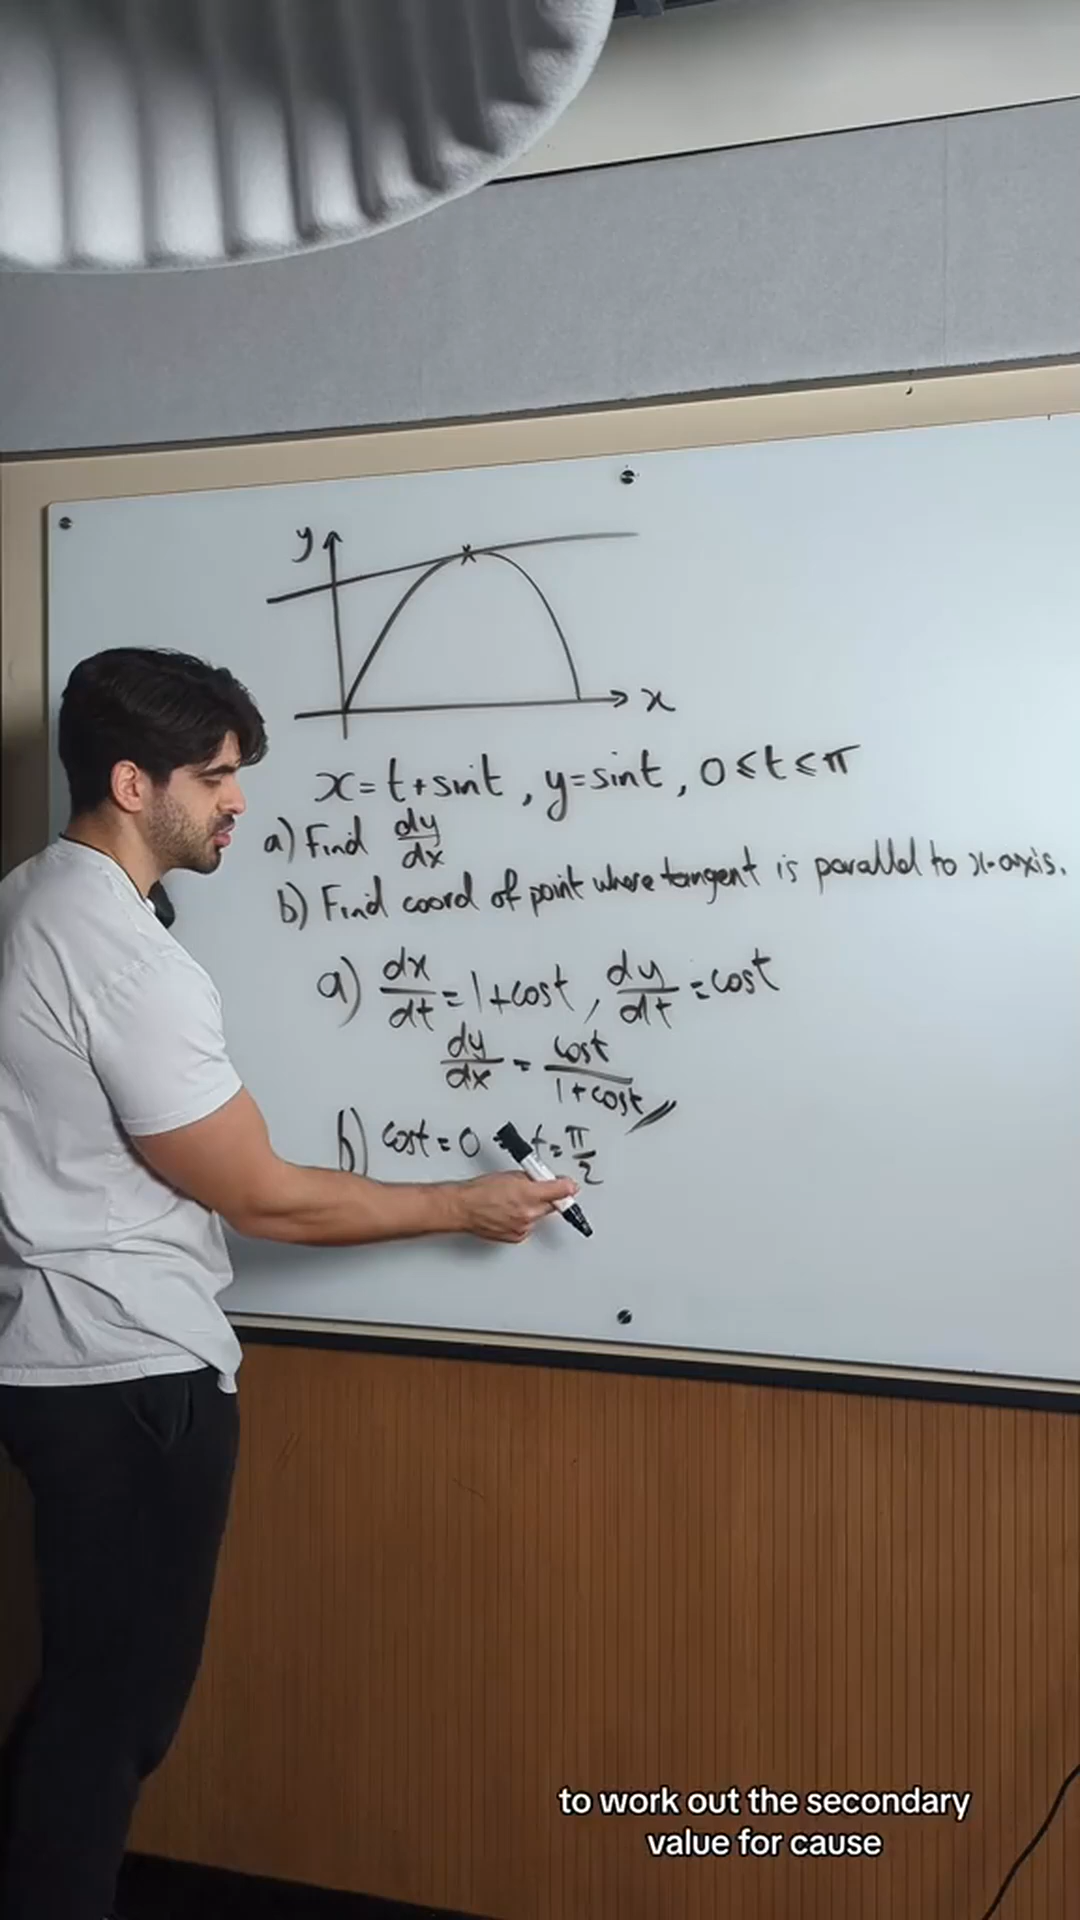 y
x
x
x = t + sint , y = sint , 0 ≤ t ≤ π
a) Find dy/dx
b) Find coord of point where tangent is parallel to x-axis.
a) dx/dt = 1 + cost , dy/dt = cost
dy/dx = cost/1 + cost
b) cost = 0 t = π/2
to work out the secondary
value for cause